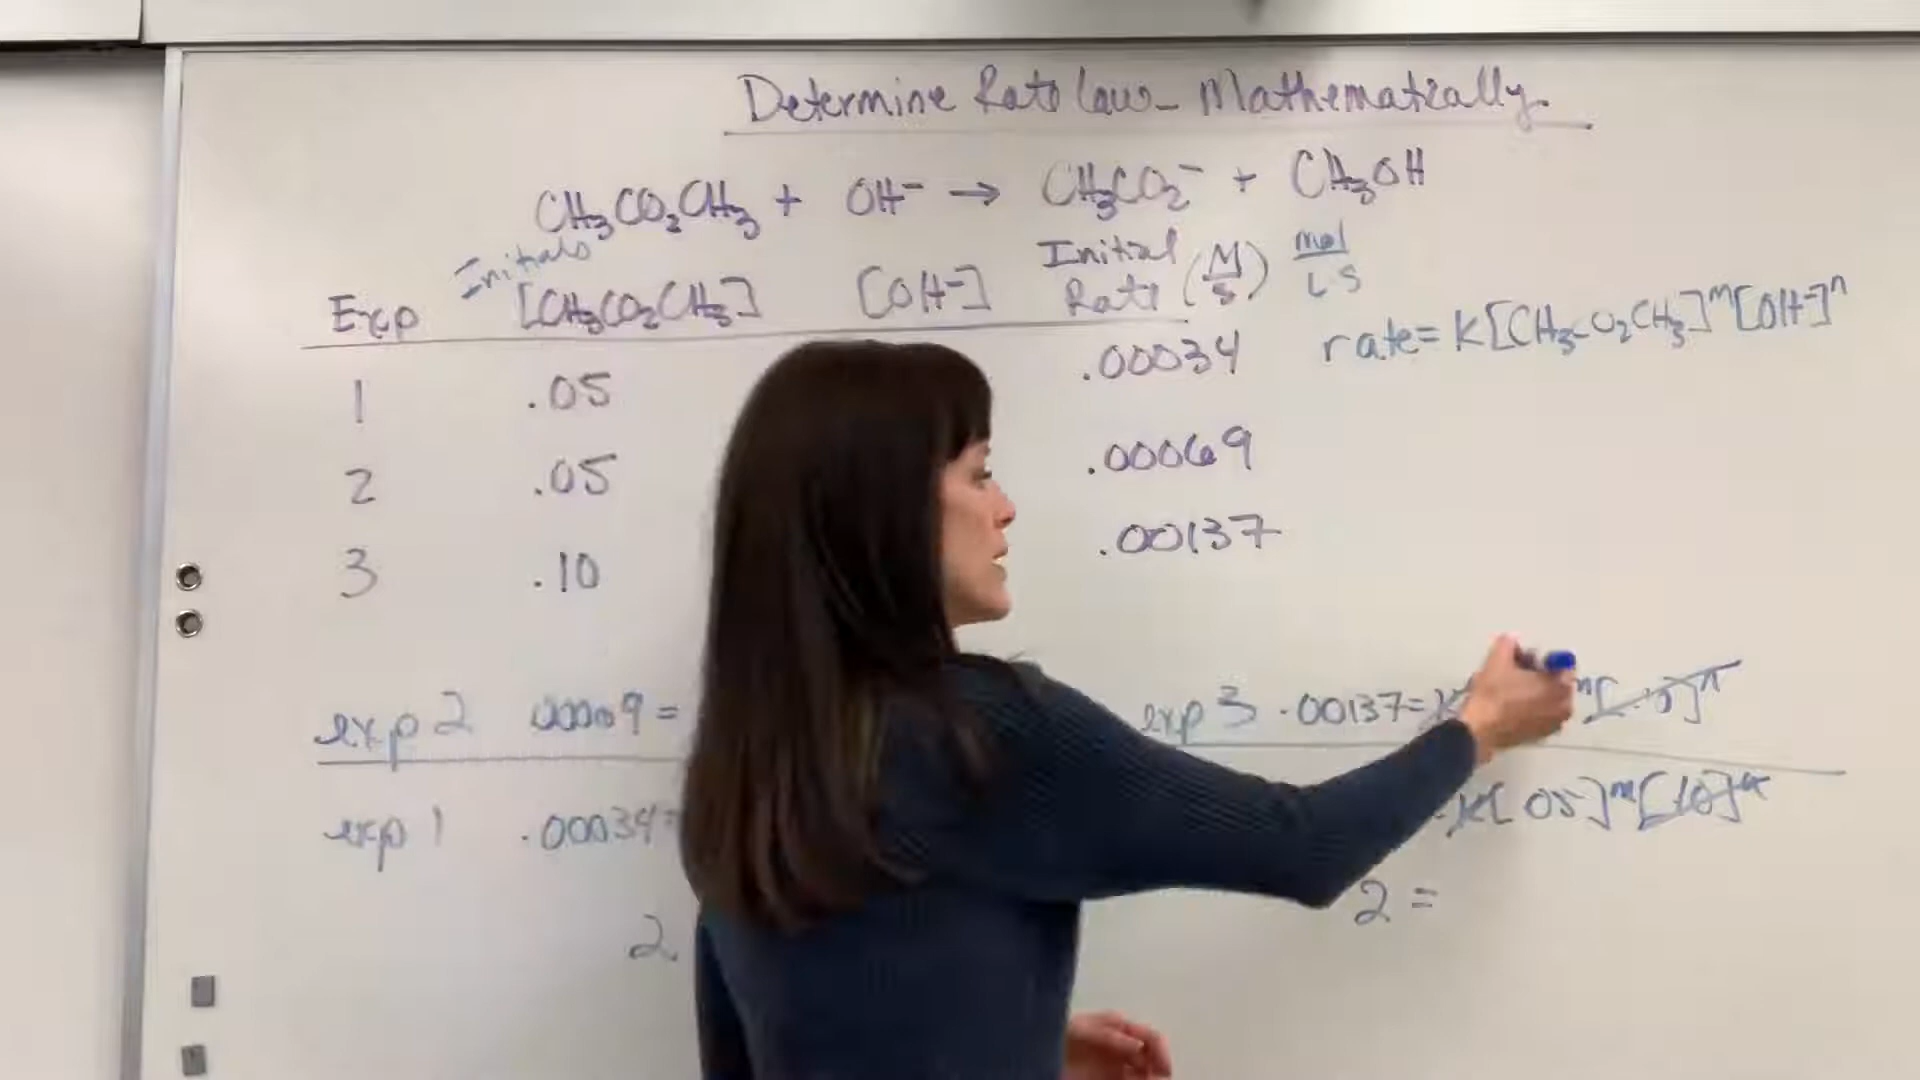 Determine Rate law - Mathematically.
CH3CO2CH3 + OH- → CH3CO2- + CH3OH
Initials
Exp [CH3CO2CH3] [OH-] Initial Rate (M/s) mol/LS
rate = K[CH3CO2CH3]^m[OH-]^n
1 .05 .00034
2 .05 .00069
3 .10 .00137
exp 2 .00069 =
exp 3 .00137 =
exp 1 .00034 =
K[.05]^m[.10]^n
2
2 =